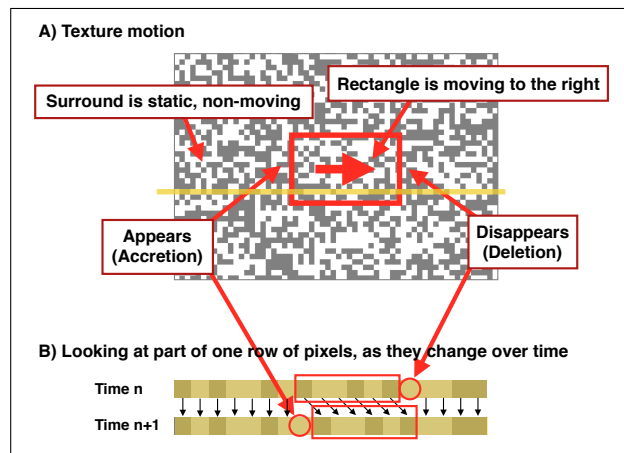 A) Texture motion
Rectangle is moving to the right
Surround is static, non-moving
Appears
(Accretion)
Disappears
(Deletion)
B) Looking at part of one row of pixels, as they change over time
Time n
Time n+1